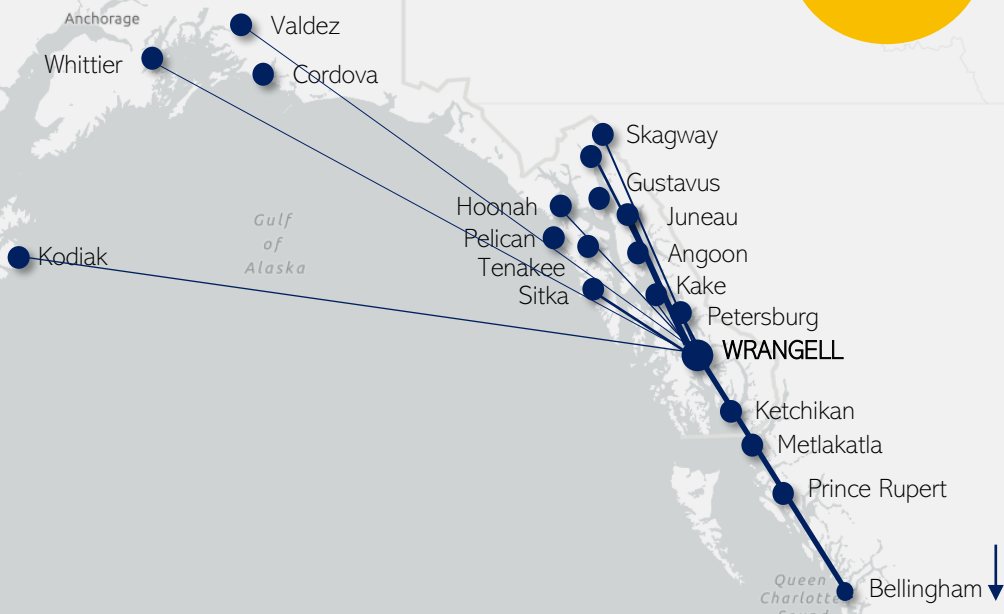 Anchorage
Valdez
Whittier
Cordova
Skagway
Gustavus
Hoonah
Juneau
Gulf
of
Alaska
Pelican
Kodiak
Angoon
Tenakee
Kake
Sitka
Petersburg
WRANGELL
Ketchikan
Metlakatla
Prince Rupert
Queen
Charlotte
Bellingham